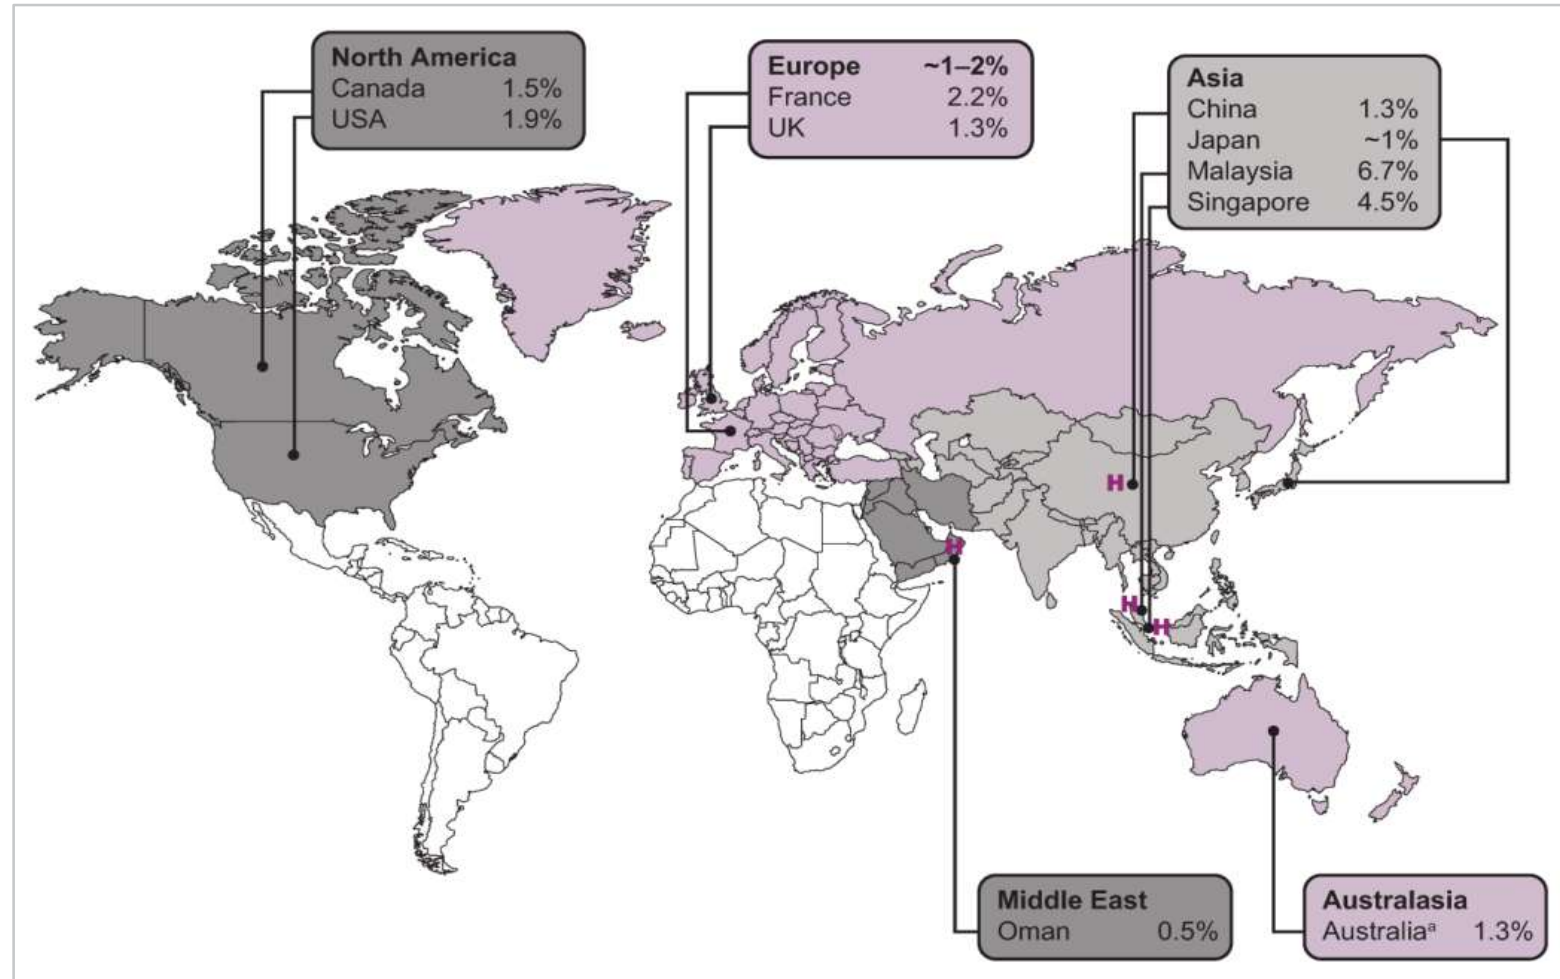 North America
Canada 1.5%
USA 1.9%
Europe ~1–2%
France 2.2%
UK 1.3%
Asia
China 1.3%
Japan ~1%
Malaysia 6.7%
Singapore 4.5%
H
H
H
H
Middle East
Oman 0.5%
Australasia
Australiaᵃ 1.3%